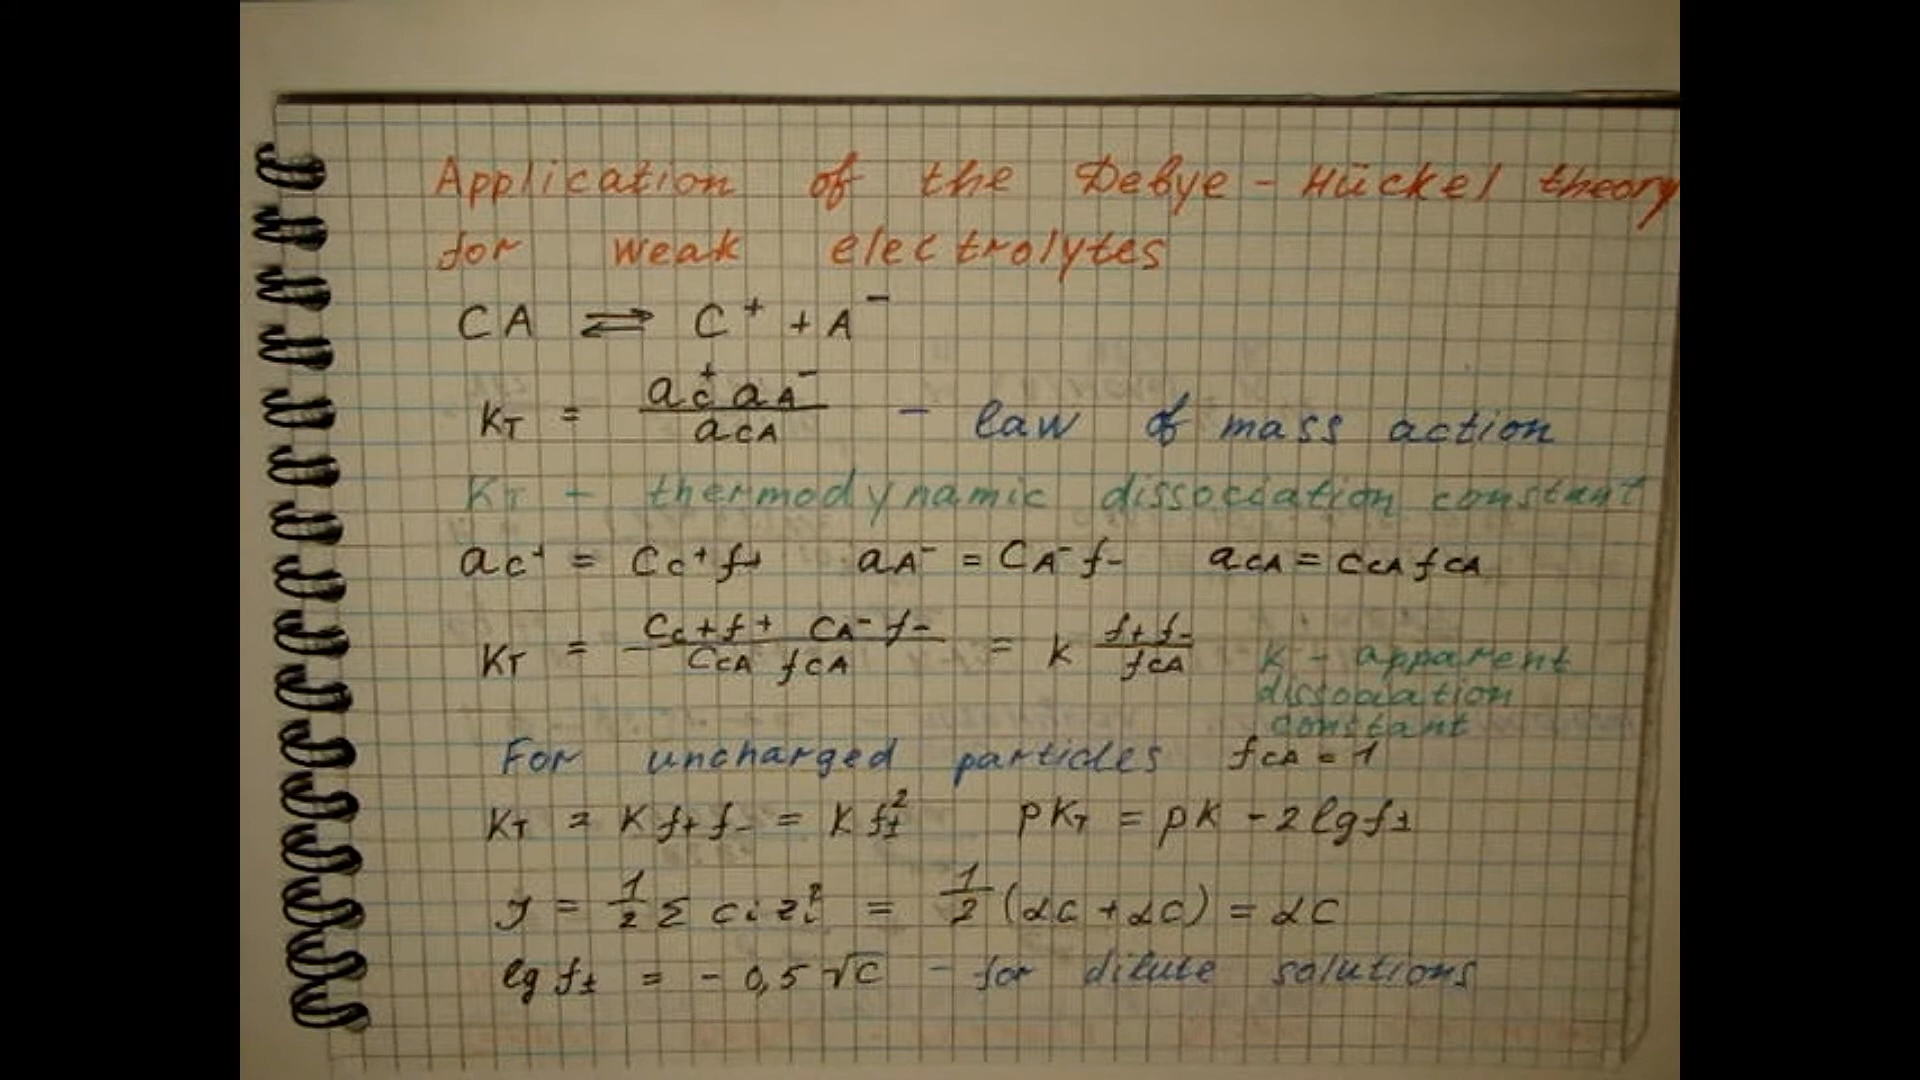 Application of the Debye - Hückel theory
for weak electrolytes
CA ⇌ C⁺ + A⁻
K_T = a_C⁺ a_A⁻ / a_CA - law of mass action
K_T - thermodynamic dissociation constant
a_C⁺ = C_C⁺ f₊ a_A⁻ = C_A⁻ f₋ a_CA = C_CA f_CA
K_T = C_C⁺ f₊ C_A⁻ f₋ / C_CA f_CA = K f₊ f₋ / f_CA K - apparent
dissociation
constant
For uncharged particles f_CA = 1
K_T = K f₊ f₋ = K f±² pK_T = pK - 2 lg f±
J = 1/2 Σ c_i z_i² = 1/2 (αC + αC) = αC
lg f± = - 0,5 √C - for dilute solutions